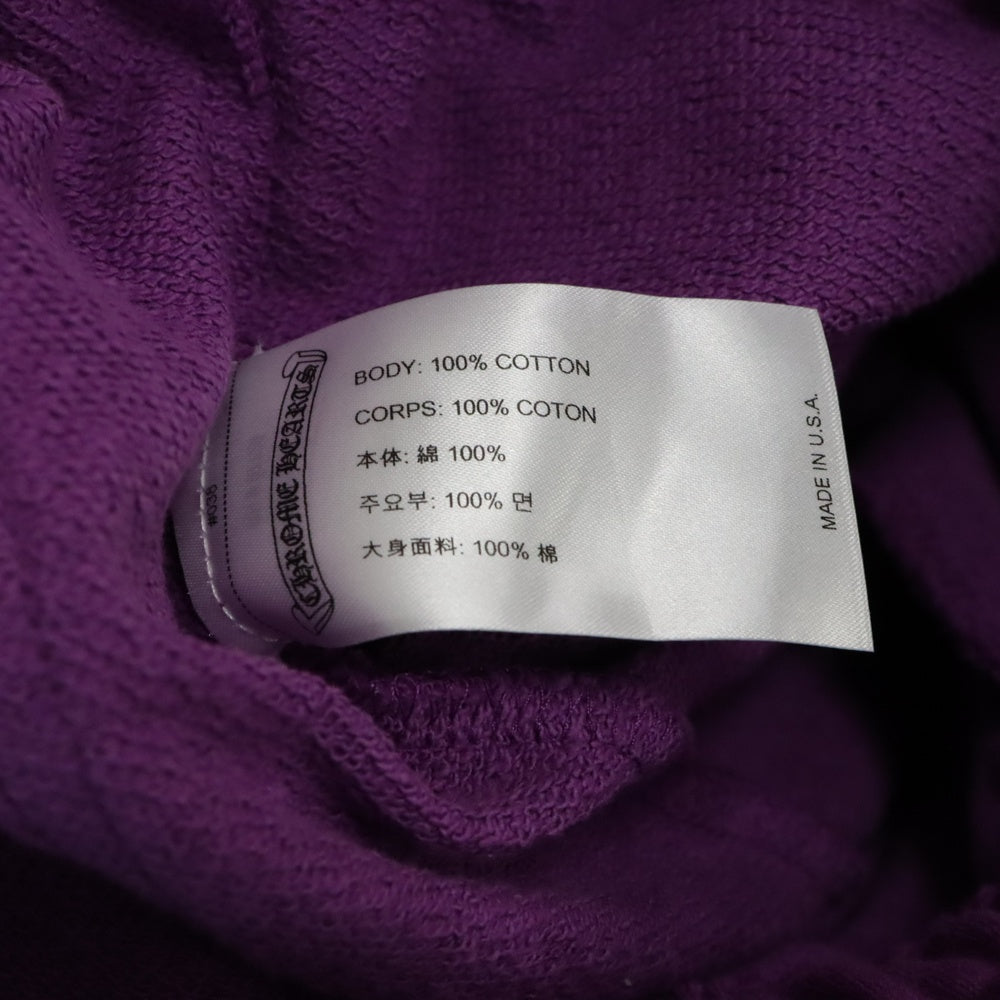 #036
CHROME HEARTS
BODY: 100% COTTON
CORPS: 100% COTON
本体: 綿 100%
주요부: 100% 면
大身面料: 100% 棉
MADE IN U.S.A.